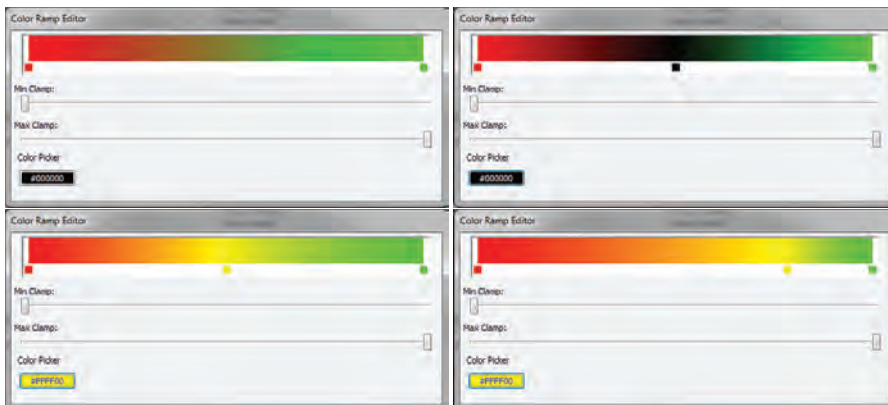 Color Ramp Editor
Min Clamp:
Max Clamp:
Color Picker
#000000
Color Ramp Editor
Min Clamp:
Max Clamp:
Color Picker
#000000
Color Ramp Editor
Min Clamp:
Max Clamp:
Color Picker
#FFFF00
Color Ramp Editor
Min Clamp:
Max Clamp:
Color Picker
#FFFF00